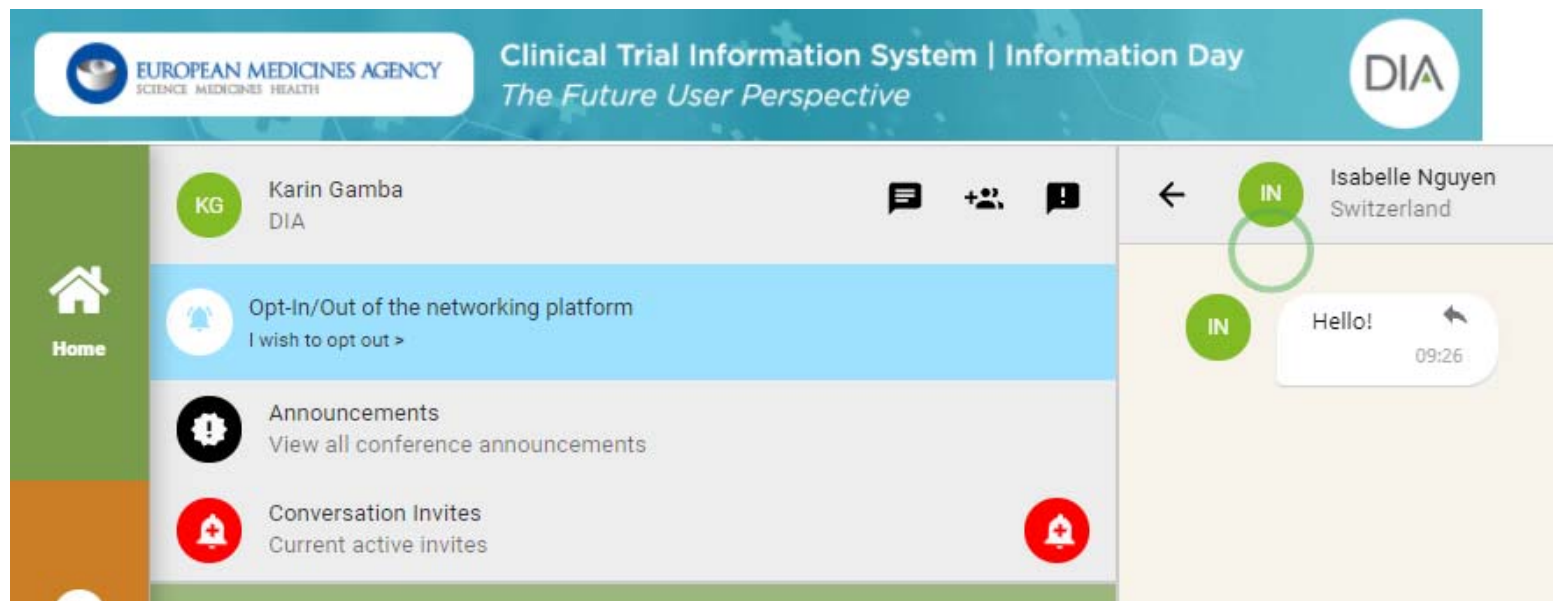 EUROPEAN MEDICINES AGENCY
SCIENCE MEDICINES HEALTH
Clinical Trial Information System | Information Day
The Future User Perspective
DIA
Home
KG
Karin Gamba
DIA
Opt-In/Out of the networking platform
I wish to opt out >
Announcements
View all conference announcements
Conversation Invites
Current active invites
IN
Isabelle Nguyen
Switzerland
IN
Hello!
09:26